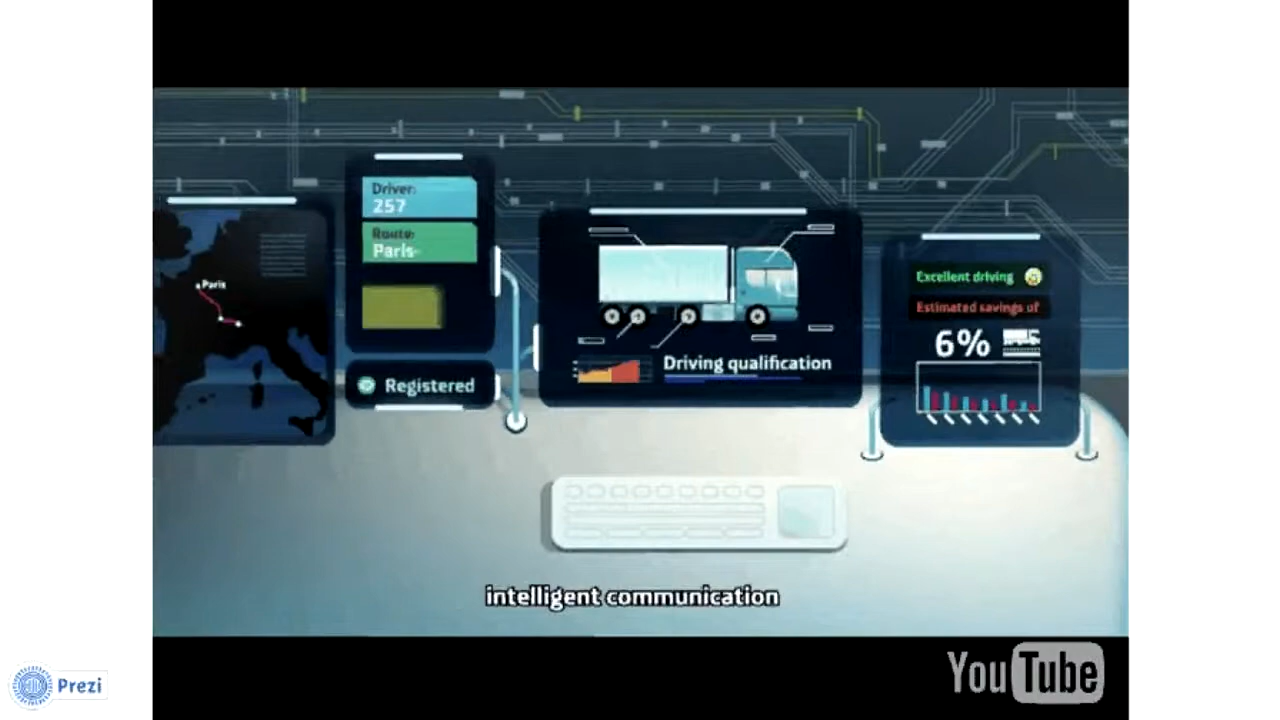 Paris
Driver:
257
Route:
Paris-
Registered
Driving qualification
Excellent driving
Estimated savings of
6%
intelligent communication
YouTube
Prezi